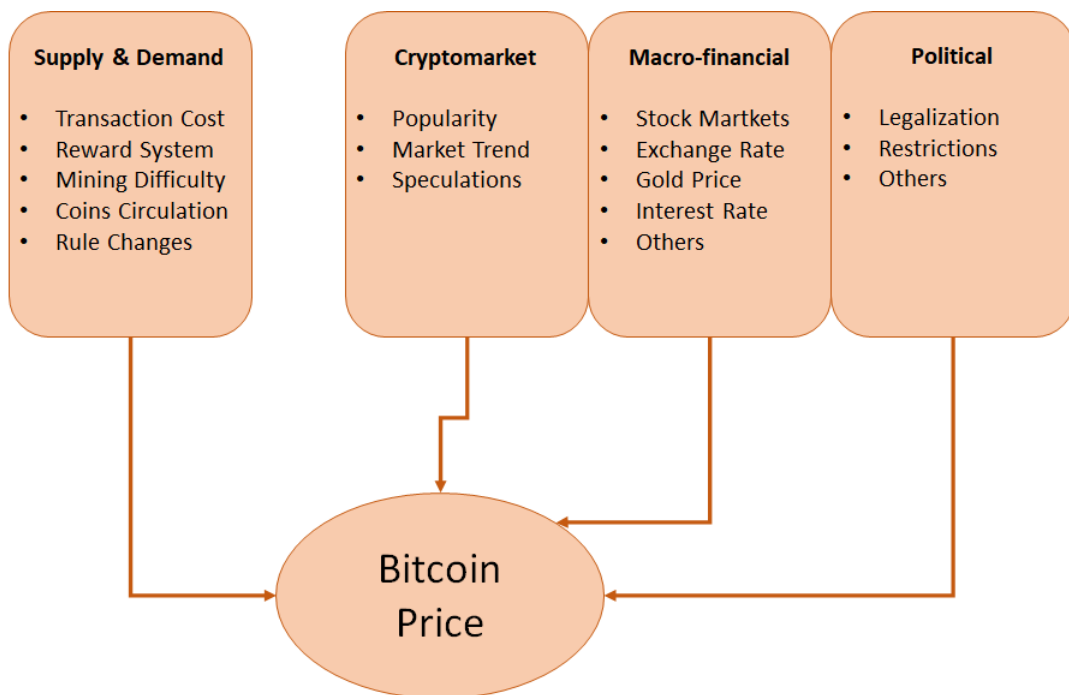 Supply & Demand
• Transaction Cost
• Reward System
• Mining Difficulty
• Coins Circulation
• Rule Changes
Cryptomarket
• Popularity
• Market Trend
• Speculations
Macro-financial
• Stock Martkets
• Exchange Rate
• Gold Price
• Interest Rate
• Others
Political
• Legalization
• Restrictions
• Others
Bitcoin
Price